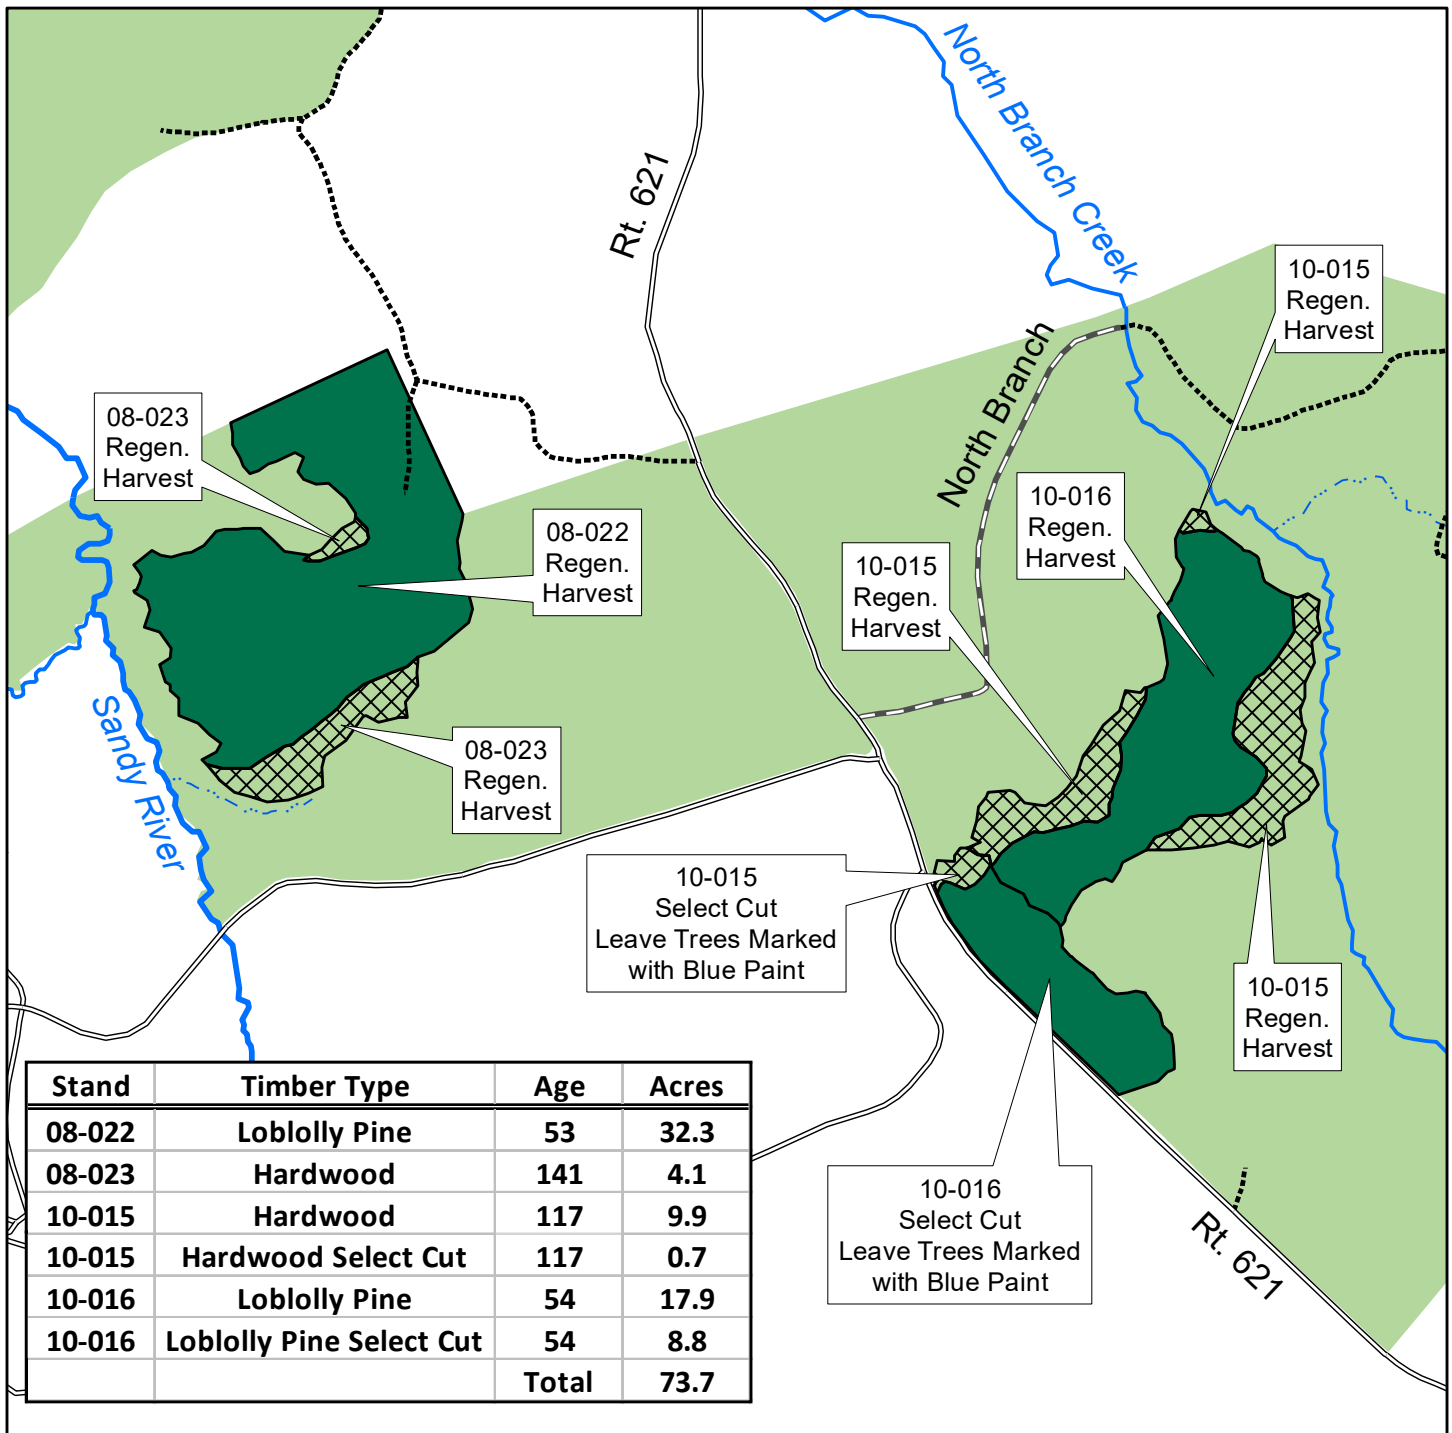 North Branch Creek
Rt. 621
10-015
Regen.
Harvest
North Branch
08-023
Regen.
Harvest
10-016
Regen.
Harvest
08-022
Regen.
Harvest
10-015
Regen.
Harvest
Sandy River
08-023
Regen.
Harvest
10-015
Select Cut
Leave Trees Marked
with Blue Paint
10-015
Regen.
Harvest
10-016
Select Cut
Leave Trees Marked
with Blue Paint
Rt. 621
Stand Timber Type Age Acres
08-022 Loblolly Pine 53 32.3
08-023 Hardwood 141 4.1
10-015 Hardwood 117 9.9
10-015 Hardwood Select Cut 117 0.7
10-016 Loblolly Pine 54 17.9
10-016 Loblolly Pine Select Cut 54 8.8
Total 73.7